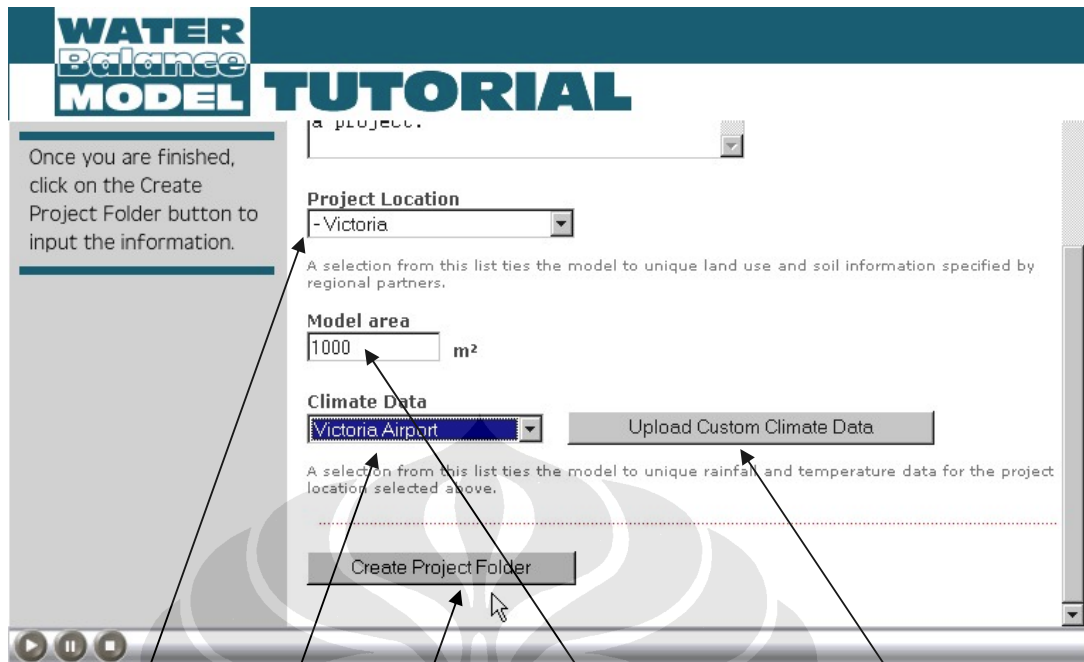 WATER
Balance
MODEL TUTORIAL
Once you are finished,
click on the Create
Project Folder button to
input the information.
a project.
Project Location
- Victoria
A selection from this list ties the model to unique land use and soil information specified by
regional partners.
Model area
1000 m²
Climate Data
Victoria Airport Upload Custom Climate Data
A selection from this list ties the model to unique rainfall and temperature data for the project
location selected above.
Create Project Folder